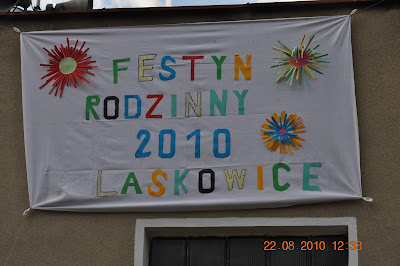 FESTYN
RODZINNY
2010
LASKOWICE
22.08.2010 12:33